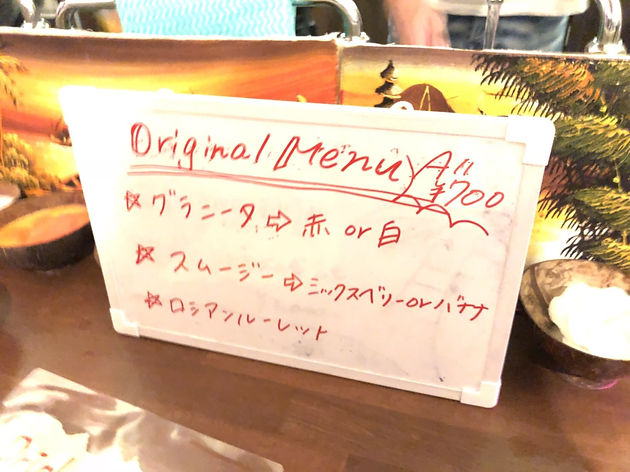 Original Menu All ¥700
☆ グラニータ ⇨ 赤 or 白
☆ スムージー ⇨ ミックスベリー or バナナ
☆ ロシアンルーレット